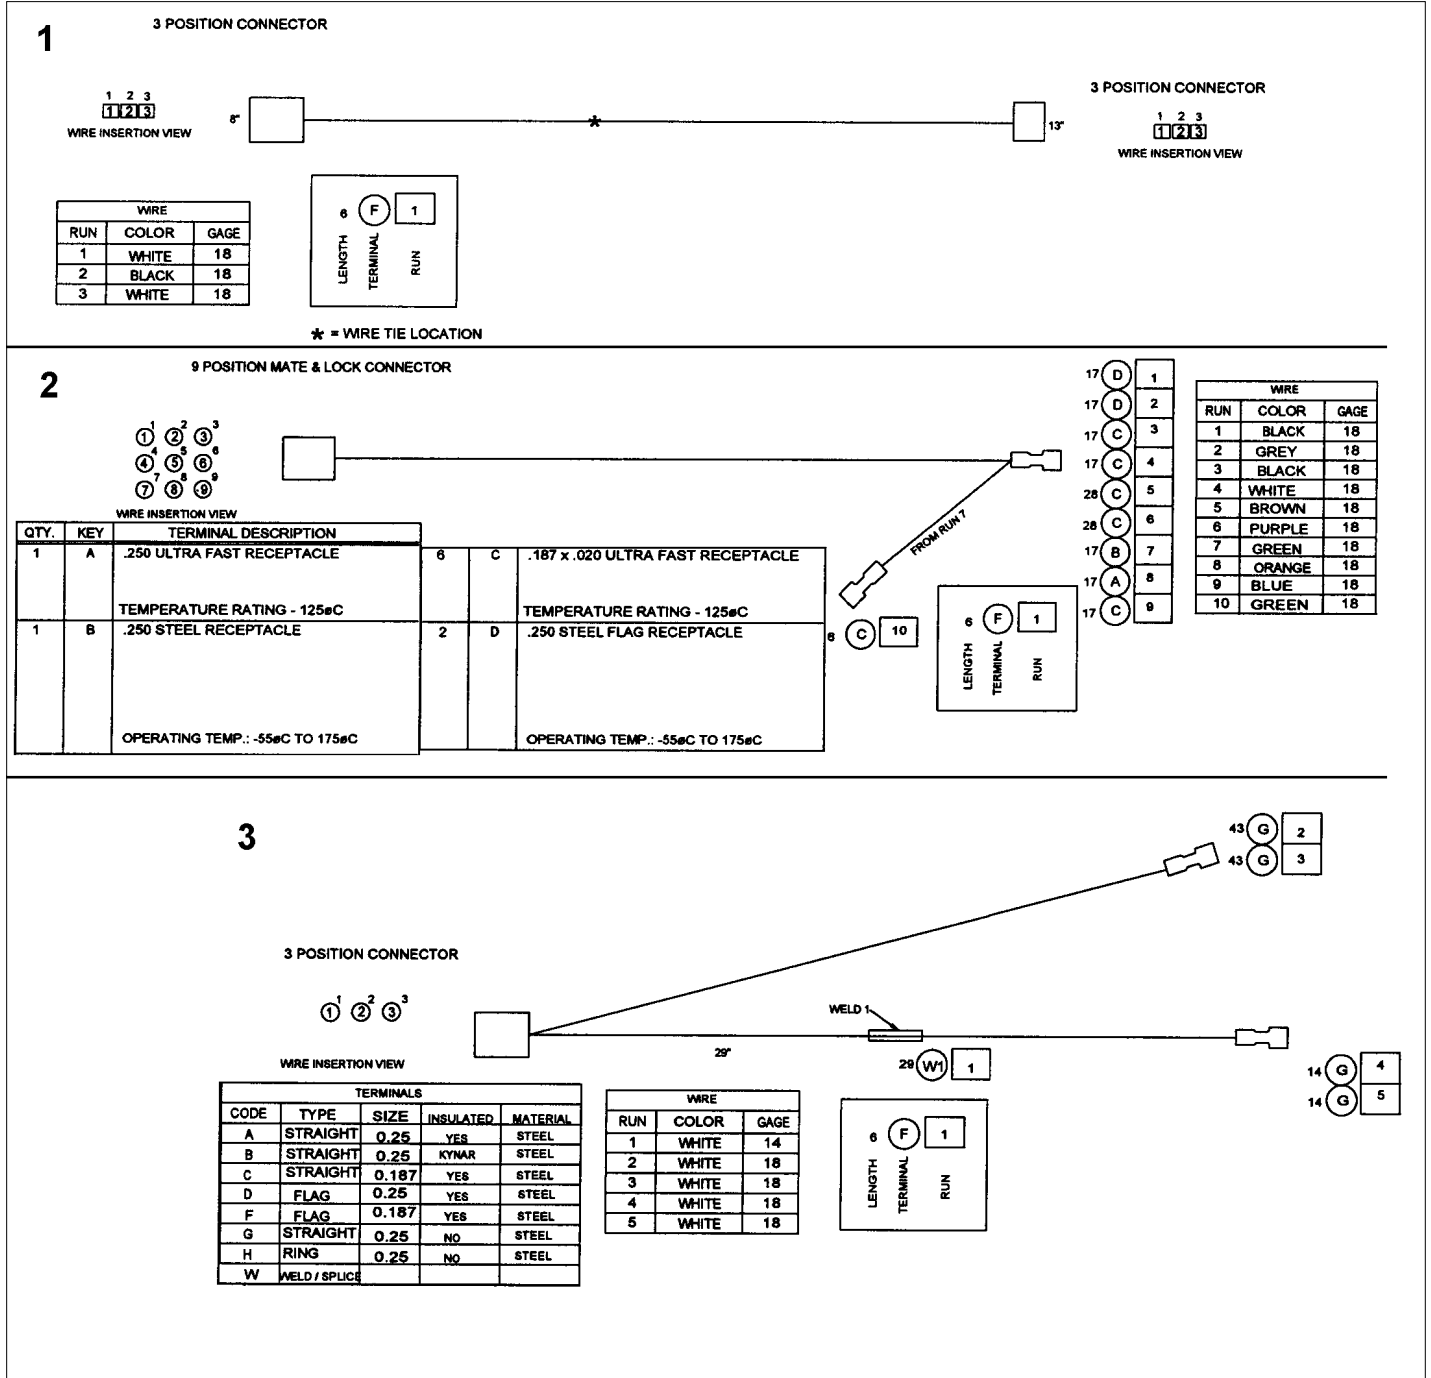 1
3 POSITION CONNECTOR
1 2 3
1 2 3
WIRE INSERTION VIEW
8"
*
13"
3 POSITION CONNECTOR
1 2 3
1 2 3
WIRE INSERTION VIEW
WIRE
RUN COLOR GAGE
1 WHITE 18
2 BLACK 18
3 WHITE 18
6 F 1
LENGTH TERMINAL RUN
* = WIRE TIE LOCATION
2
9 POSITION MATE & LOCK CONNECTOR
1 1 2 2 3 3
4 4 5 5 6 6
7 7 8 8 9 9
WIRE INSERTION VIEW
FROM RUN 7
17 D 1
17 D 2
17 C 3
17 C 4
28 C 5
28 C 6
17 B 7
17 A 8
17 C 9
6 C 10
WIRE
RUN COLOR GAGE
1 BLACK 18
2 GREY 18
3 BLACK 18
4 WHITE 18
5 BROWN 18
6 PURPLE 18
7 GREEN 18
8 ORANGE 18
9 BLUE 18
10 GREEN 18
QTY. KEY TERMINAL DESCRIPTION
1 A .250 ULTRA FAST RECEPTACLE
TEMPERATURE RATING - 125øC
1 B .250 STEEL RECEPTACLE
OPERATING TEMP.: -55øC TO 175øC
6 C .187 x .020 ULTRA FAST RECEPTACLE
TEMPERATURE RATING - 125øC
2 D .250 STEEL FLAG RECEPTACLE
OPERATING TEMP.: -55øC TO 175øC
6 F 1
LENGTH TERMINAL RUN
3
3 POSITION CONNECTOR
1 1 2 2 3 3
WIRE INSERTION VIEW
43 G 2
43 G 3
WELD 1
29"
29 W1 1
14 G 4
14 G 5
TERMINALS
CODE TYPE SIZE INSULATED MATERIAL
A STRAIGHT 0.25 YES STEEL
B STRAIGHT 0.25 KYNAR STEEL
C STRAIGHT 0.187 YES STEEL
D FLAG 0.25 YES STEEL
F FLAG 0.187 YES STEEL
G STRAIGHT 0.25 NO STEEL
H RING 0.25 NO STEEL
W WELD / SPLICE
WIRE
RUN COLOR GAGE
1 WHITE 14
2 WHITE 18
3 WHITE 18
4 WHITE 18
5 WHITE 18
6 F 1
LENGTH TERMINAL RUN